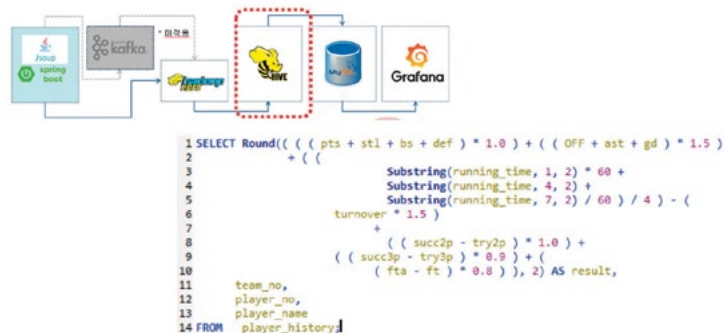 Jsoup
spring
boot
kafka.
* 미적용
hadoop
HIVE
MySQL
Grafana
1 SELECT Round(( ( ( pts + stl + bs + def ) * 1.0 ) + ( ( OFF + ast + gd ) * 1.5 )
2 + ( (
3 Substring(running_time, 1, 2) * 60 +
4 Substring(running_time, 4, 2) +
5 Substring(running_time, 7, 2) / 60 ) / 4 ) - (
6 turnover * 1.5 )
7 +
8 ( ( succ2p - try2p ) * 1.0 ) +
9 ( ( succ3p - try3p ) * 0.9 ) + (
10 ( fta - ft ) * 0.8 ) ), 2) AS result,
11 team_no,
12 player_no,
13 player_name
14 FROM player_history;